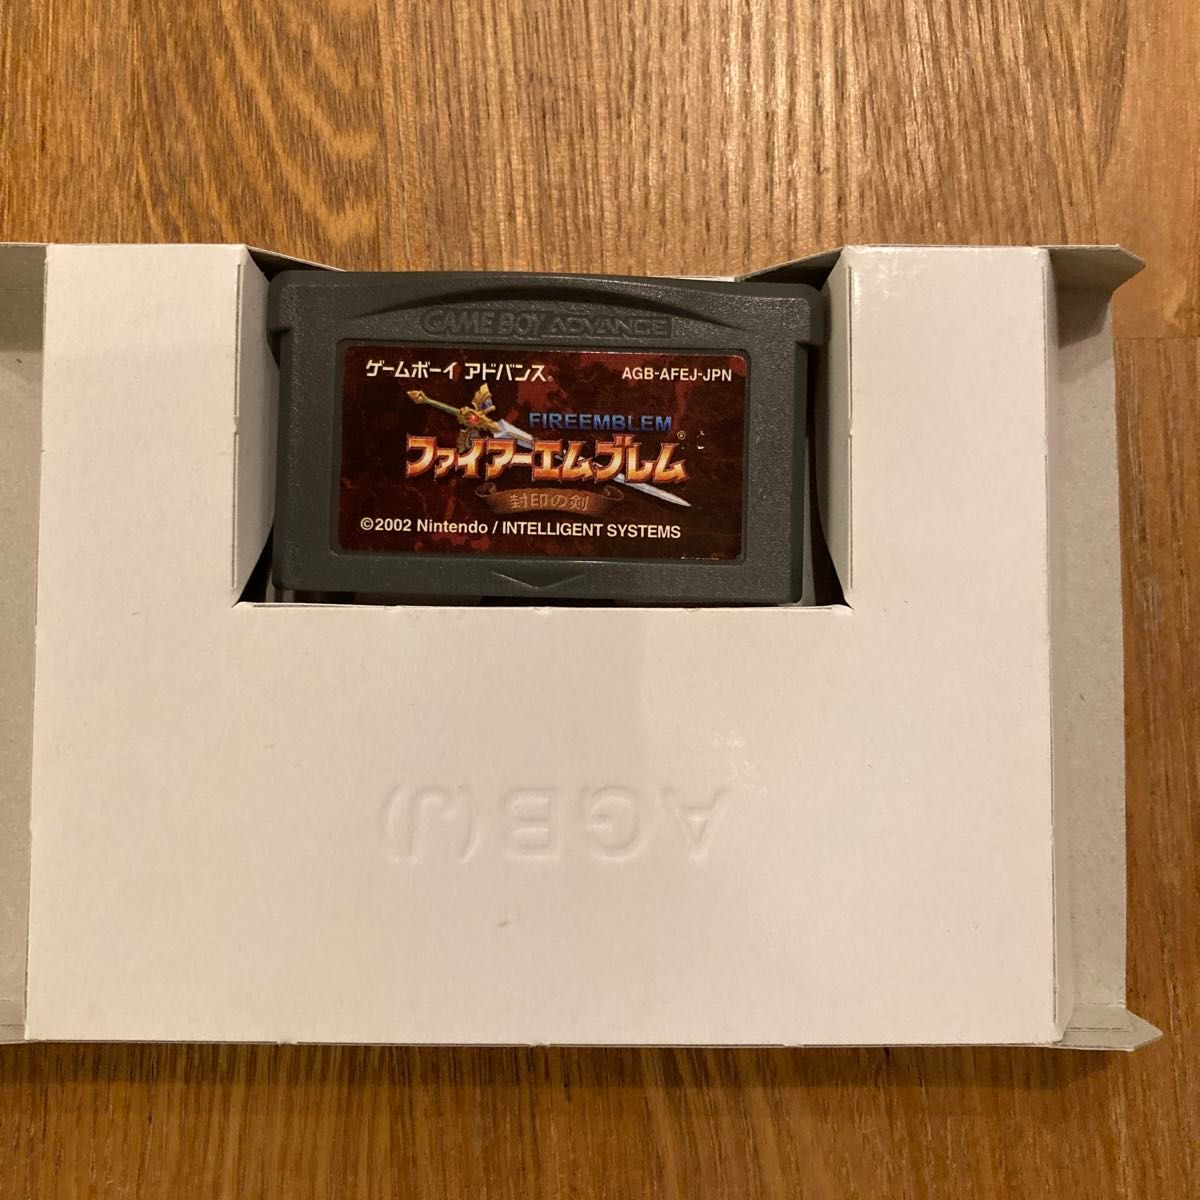 GAME BOY ADVANCE
ゲームボーイ アドバンス®
AGB-AFEJ-JPN
FIREEMBLEM
ファイアーエムブレム®
封印の剣
©2002 Nintendo / INTELLIGENT SYSTEMS
AGB(J)